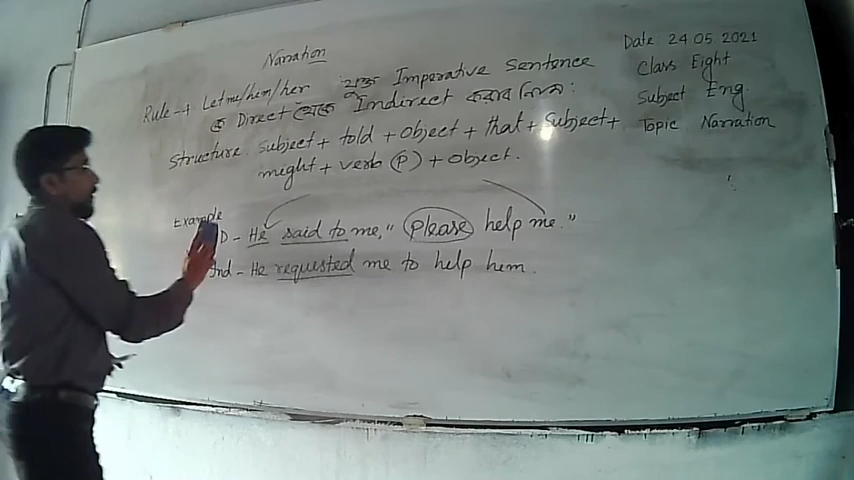 Narration
Date 24.05.2021
Class Eight
Subject Eng.
Topic Narration
Rule → Let me/hem/her যুক্ত Imperative Sentence
কে Direct থেকে Indirect করার নিয়ম:
Structure. Subject + told + object + that + Subject +
might + verb (P) + object.
Example
D - He said to me, "please help me."
Ind - He requested me to help hem.